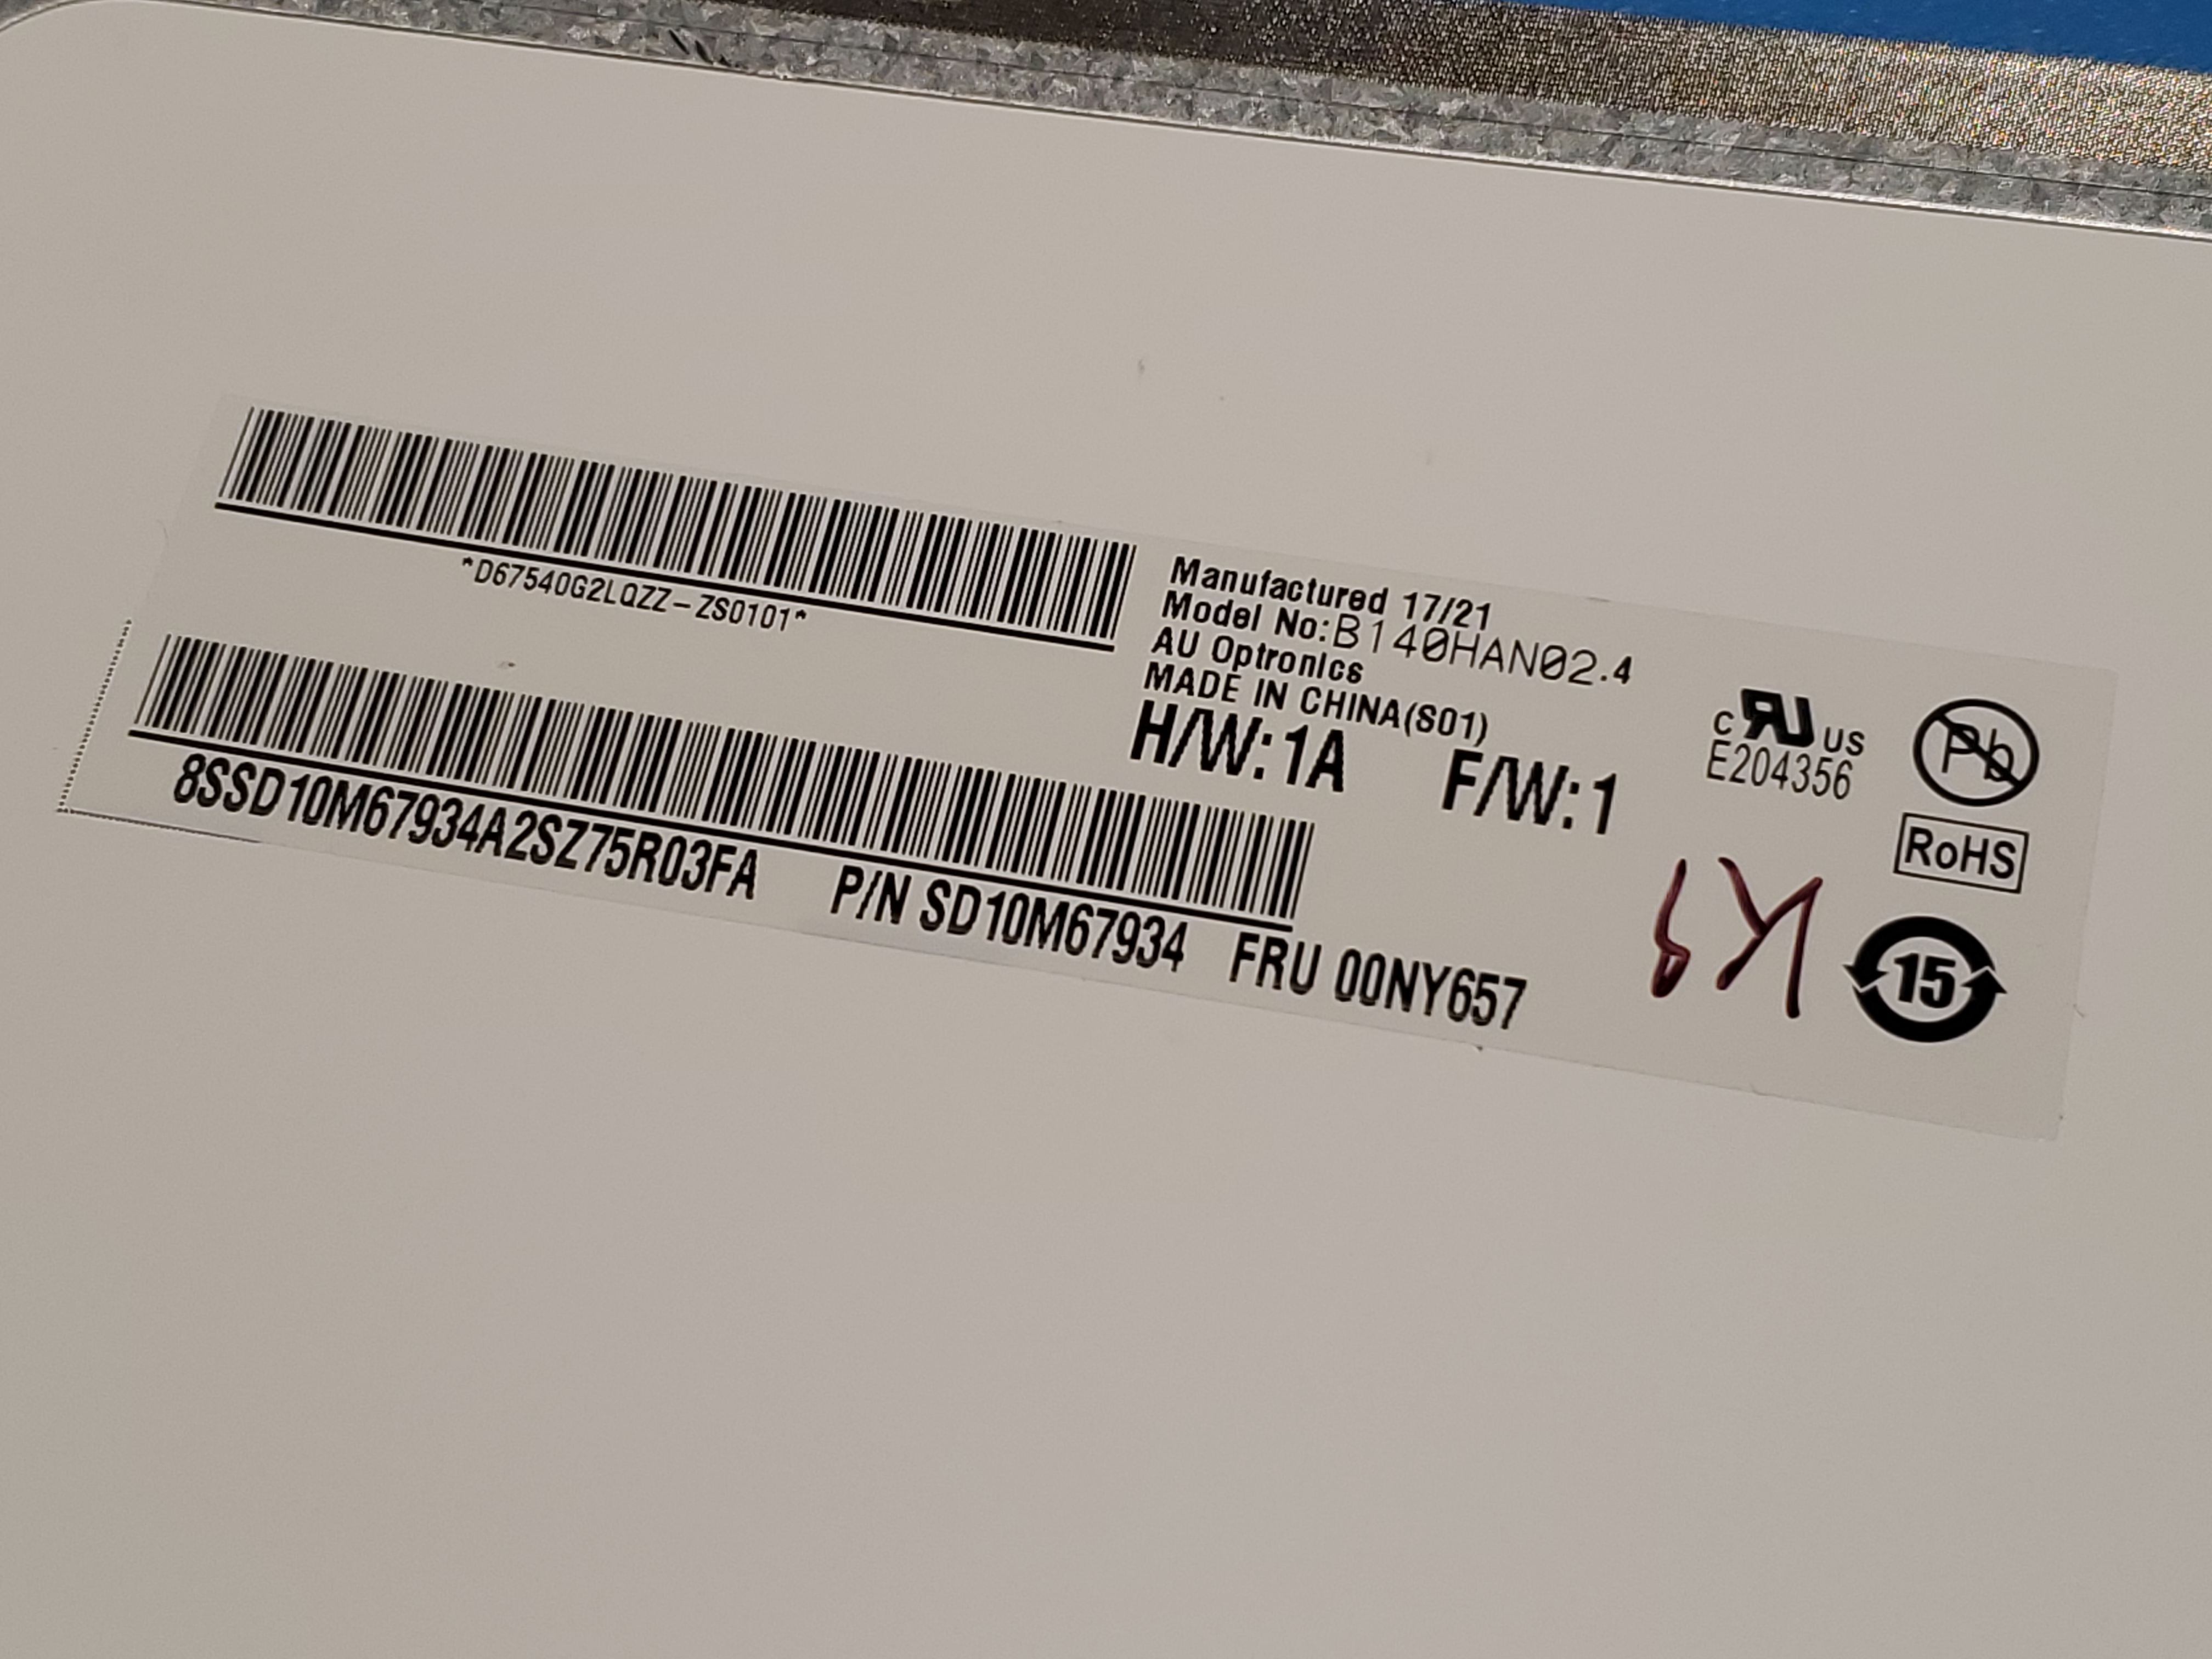 *D67540G2LQZZ-ZS0101*
Manufactured 17/21
Model No:B140HAN02.4
AU Optronics
MADE IN CHINA(S01)
H/W:1A F/W:1
c RU US
E204356
Pb
RoHS
15
8SSD10M67934A2SZ75R03FA P/N SD10M67934 FRU 00NY657